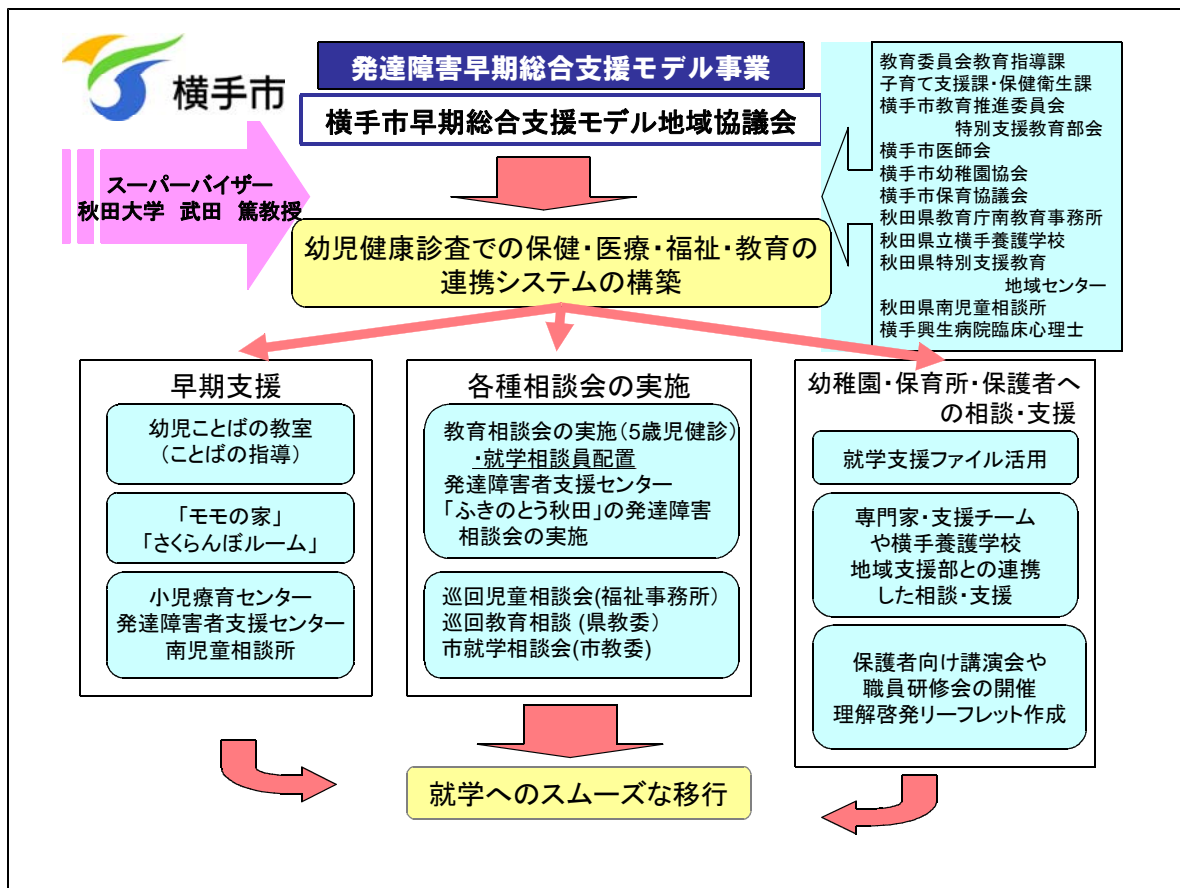 横手市
発達障害早期総合支援モデル事業
横手市早期総合支援モデル地域協議会
スーパーバイザー
秋田大学 武田 篤教授
教育委員会教育指導課
子育て支援課・保健衛生課
横手市教育推進委員会
特別支援教育部会
横手市医師会
横手市幼稚園協会
横手市保育協議会
秋田県教育庁南教育事務所
秋田県立横手養護学校
秋田県特別支援教育
地域センター
秋田県南児童相談所
横手興生病院臨床心理士
幼児健康診査での保健・医療・福祉・教育の
連携システムの構築
早期支援
幼児ことばの教室
(ことばの指導)
「モモの家」
「さくらんぼルーム」
小児療育センター
発達障害者支援センター
南児童相談所
各種相談会の実施
教育相談会の実施(5歳児健診)
・就学相談員配置
発達障害者支援センター
「ふきのとう秋田」の発達障害
相談会の実施
巡回児童相談会(福祉事務所)
巡回教育相談(県教委)
市就学相談会(市教委)
幼稚園・保育所・保護者へ
の相談・支援
就学支援ファイル活用
専門家・支援チーム
や横手養護学校
地域支援部との連携
した相談・支援
保護者向け講演会や
職員研修会の開催
理解啓発リーフレット作成
就学へのスムーズな移行